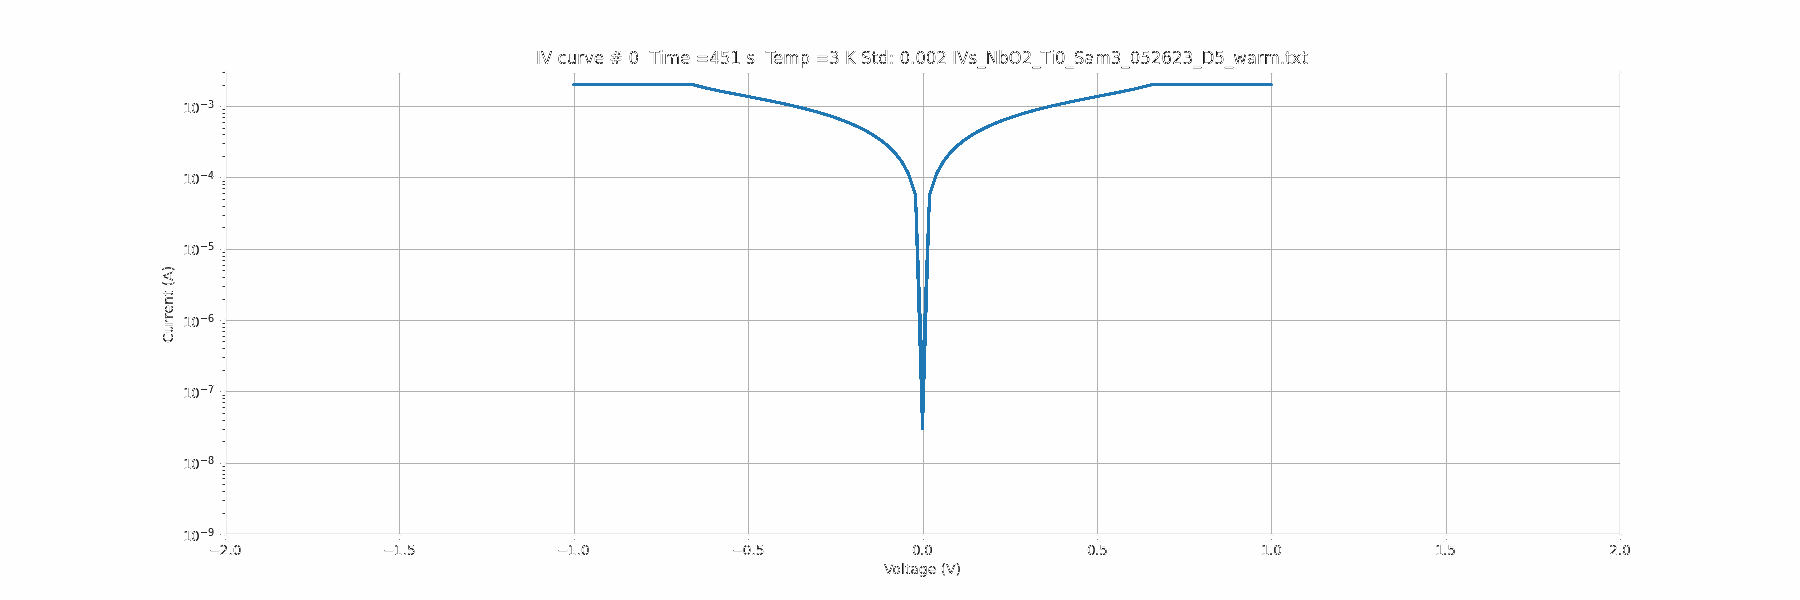 IV curve # 0 Time =451 s Temp =3 K Std: 0.002 IVs_NbO2_Ti0_Sam3_052623_D5_warm.txt
10−3
10−4
10−5
10−6
10−7
10−8
10−9
Current (A)
−2.0 −1.5 −1.0 −0.5 0.0 0.5 1.0 1.5 2.0
Voltage (V)